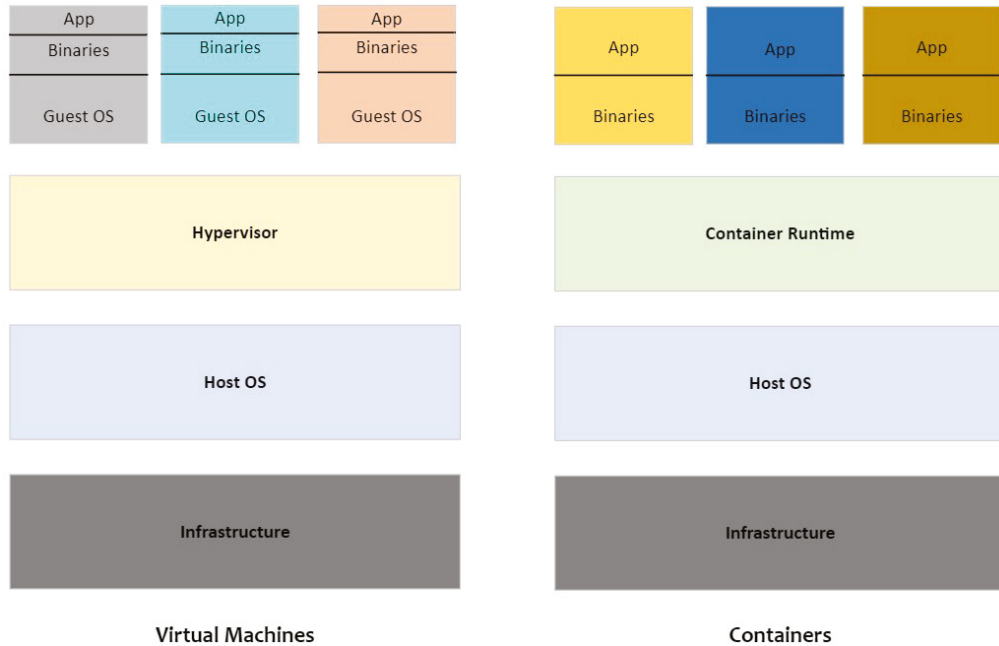 App
Binaries
Guest OS
App
Binaries
Guest OS
App
Binaries
Guest OS
Hypervisor
Host OS
Infrastructure
Virtual Machines
App
Binaries
App
Binaries
App
Binaries
Container Runtime
Host OS
Infrastructure
Containers